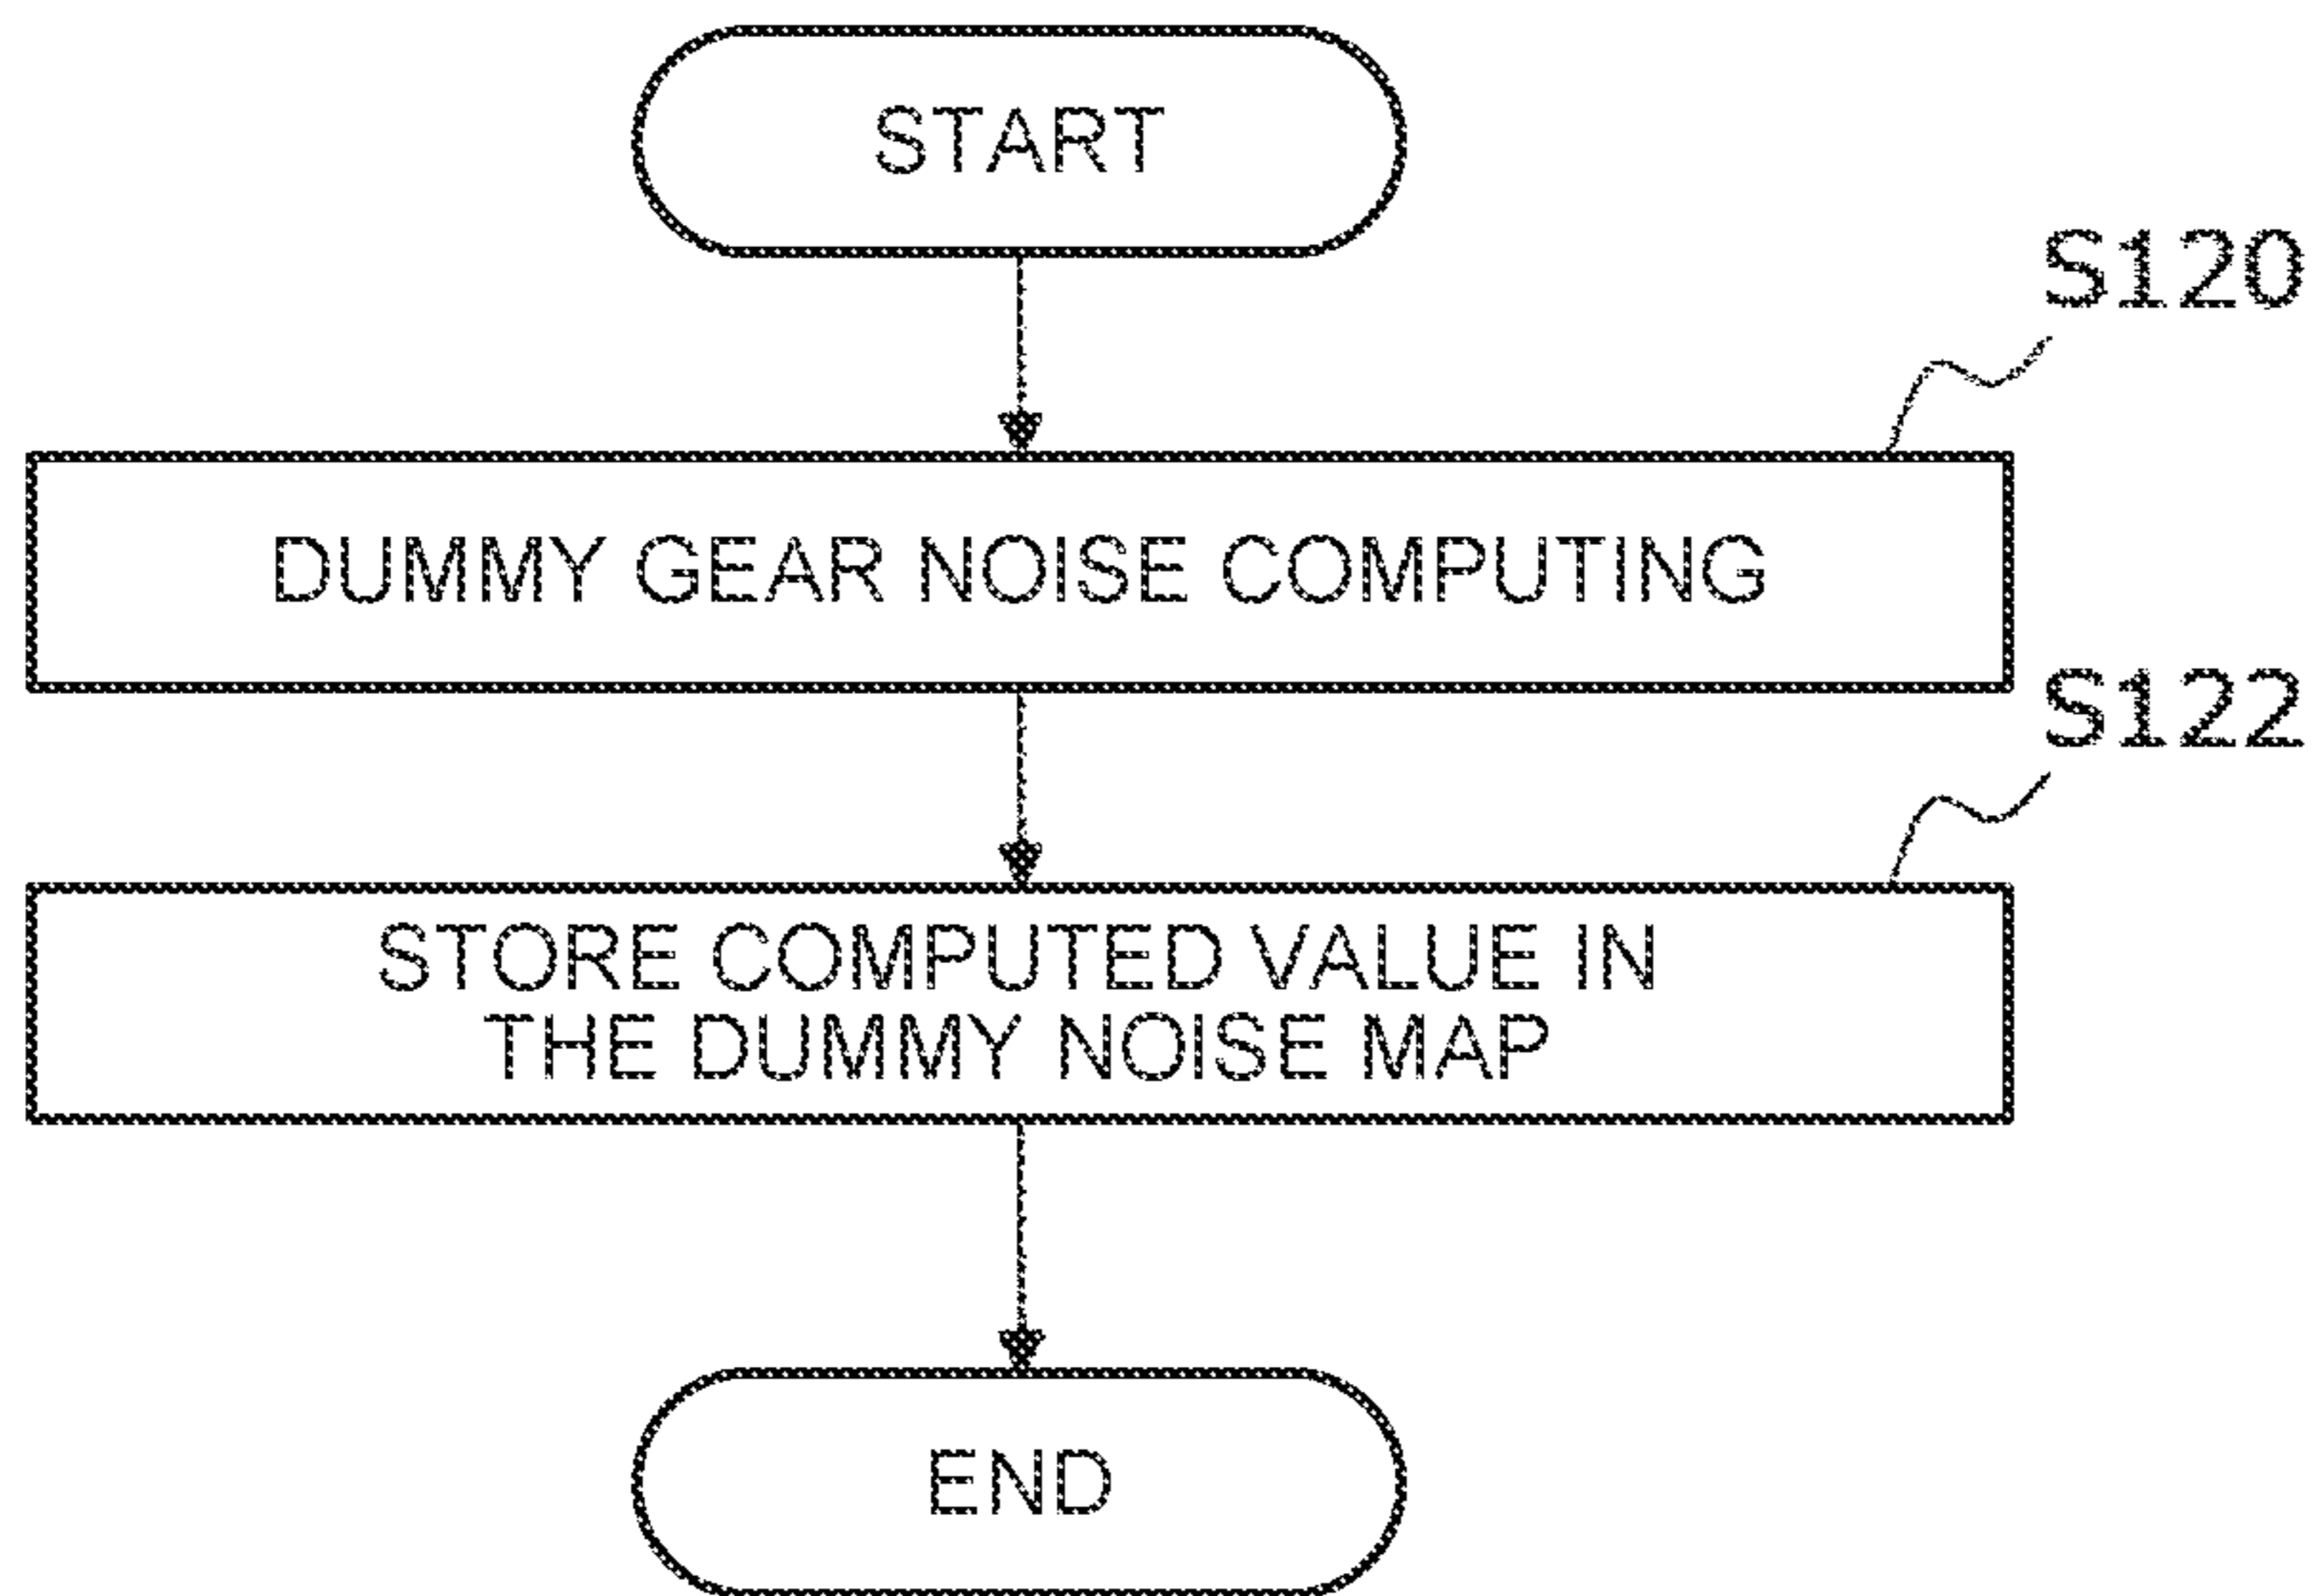 START
S120
DUMMY GEAR NOISE COMPUTING
S122
STORE COMPUTED VALUE IN
THE DUMMY NOISE MAP
END